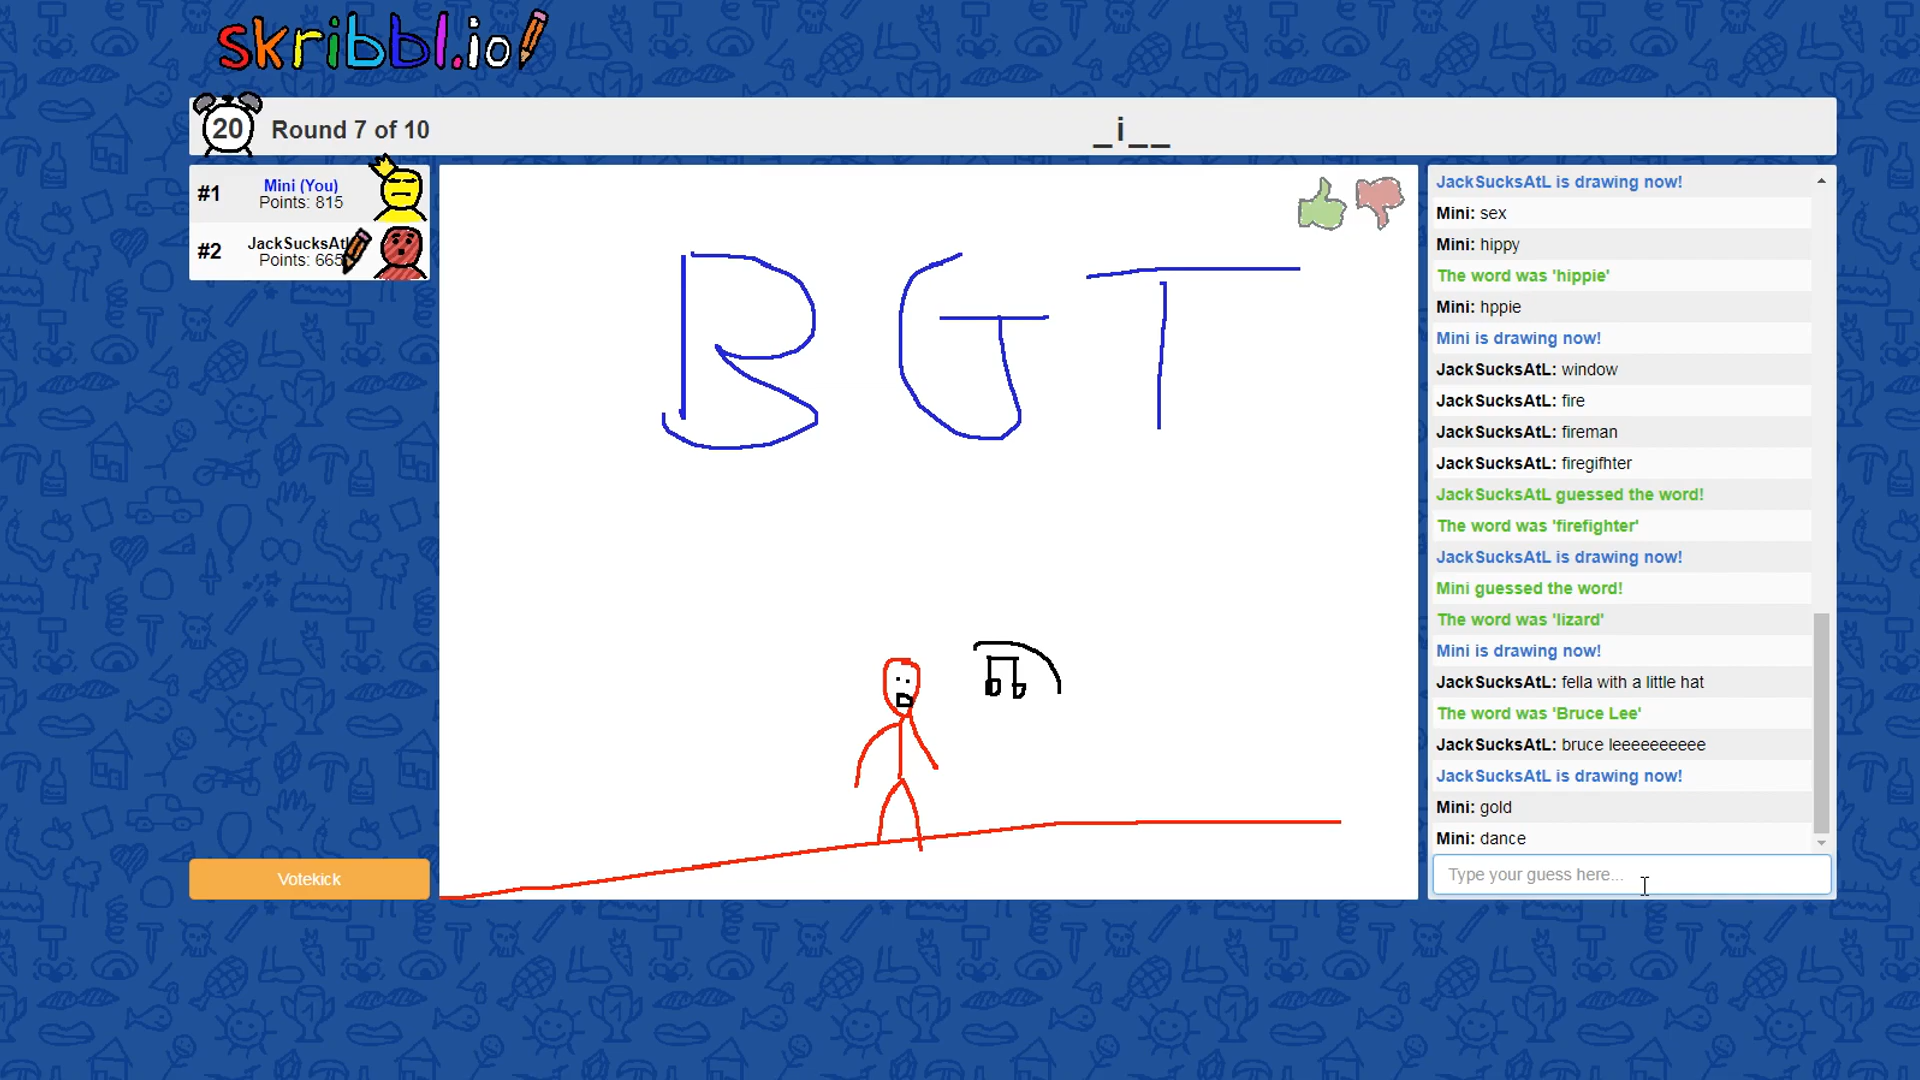 skribbl.io
20
Round 7 of 10
_i__
#1
Mini (You)
Points: 815
#2
JackSucksAtL
Points: 665
Votekick
BGT
JackSucksAtL is drawing now!
Mini: sex
Mini: hippy
The word was 'hippie'
Mini: hppie
Mini is drawing now!
JackSucksAtL: window
JackSucksAtL: fire
JackSucksAtL: fireman
JackSucksAtL: firegifhter
JackSucksAtL guessed the word!
The word was 'firefighter'
JackSucksAtL is drawing now!
Mini guessed the word!
The word was 'lizard'
Mini is drawing now!
JackSucksAtL: fella with a little hat
The word was 'Bruce Lee'
JackSucksAtL: bruce leeeeeeeeee
JackSucksAtL is drawing now!
Mini: gold
Mini: dance
Type your guess here...